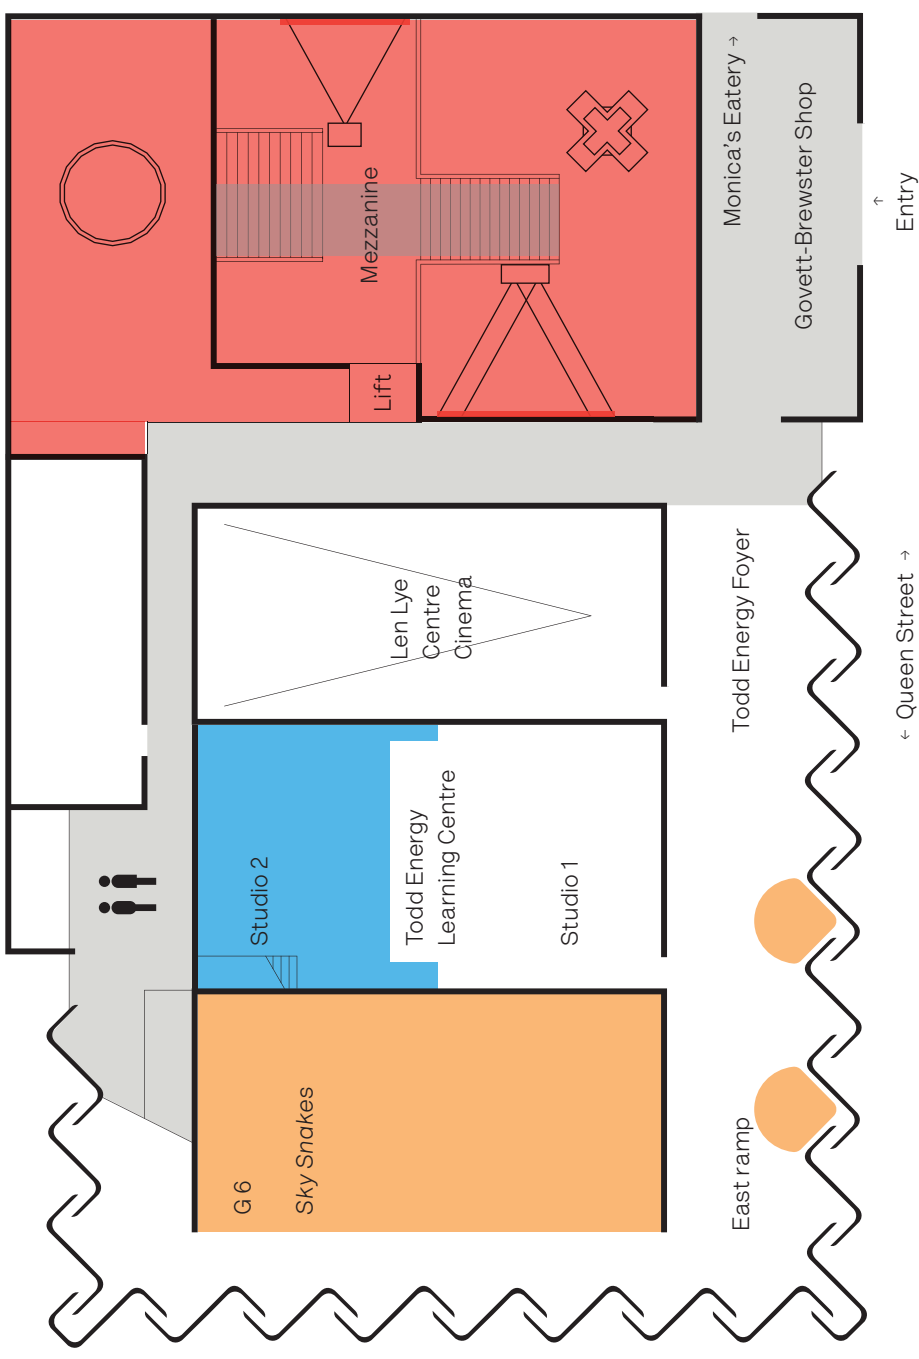 Mezzanine
Lift
Monica's Eatery →
Govett-Brewster Shop
↑
Entry
Len Lye
Centre
Cinema
Todd Energy Foyer
← Queen Street →
Studio 2
Todd Energy
Learning Centre
Studio 1
G 6
Sky Snakes
East ramp